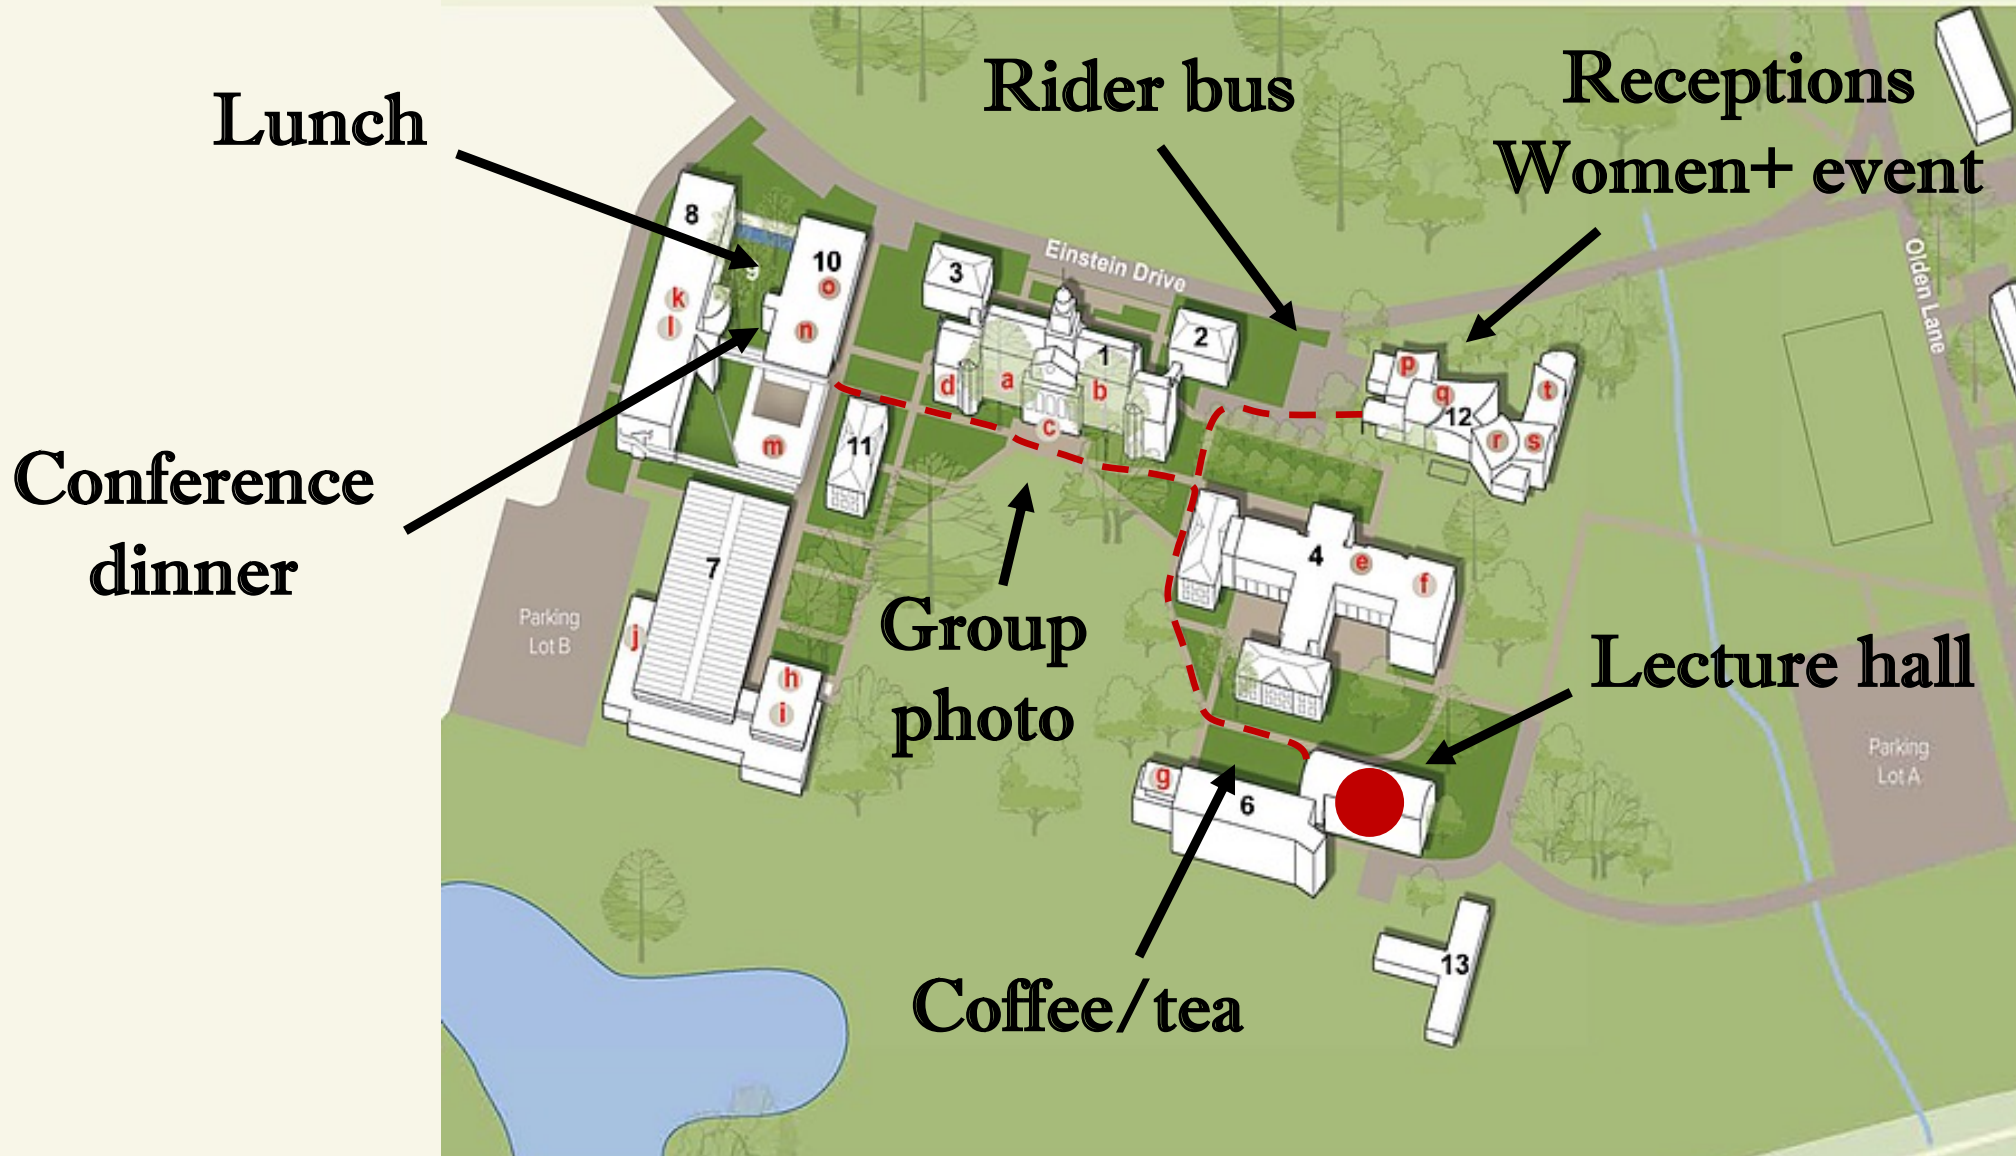 Rider bus
Receptions
Women+ event
Lunch
8
9
10
o
k
l
n
m
3
Einstein Drive
2
1
d
a
b
c
11
p
q
12
t
r
s
Olden Lane
Conference
dinner
7
Parking
Lot B
j
h
i
Group
photo
4
e
f
Lecture hall
Parking
Lot A
g
6
Coffee/tea
13